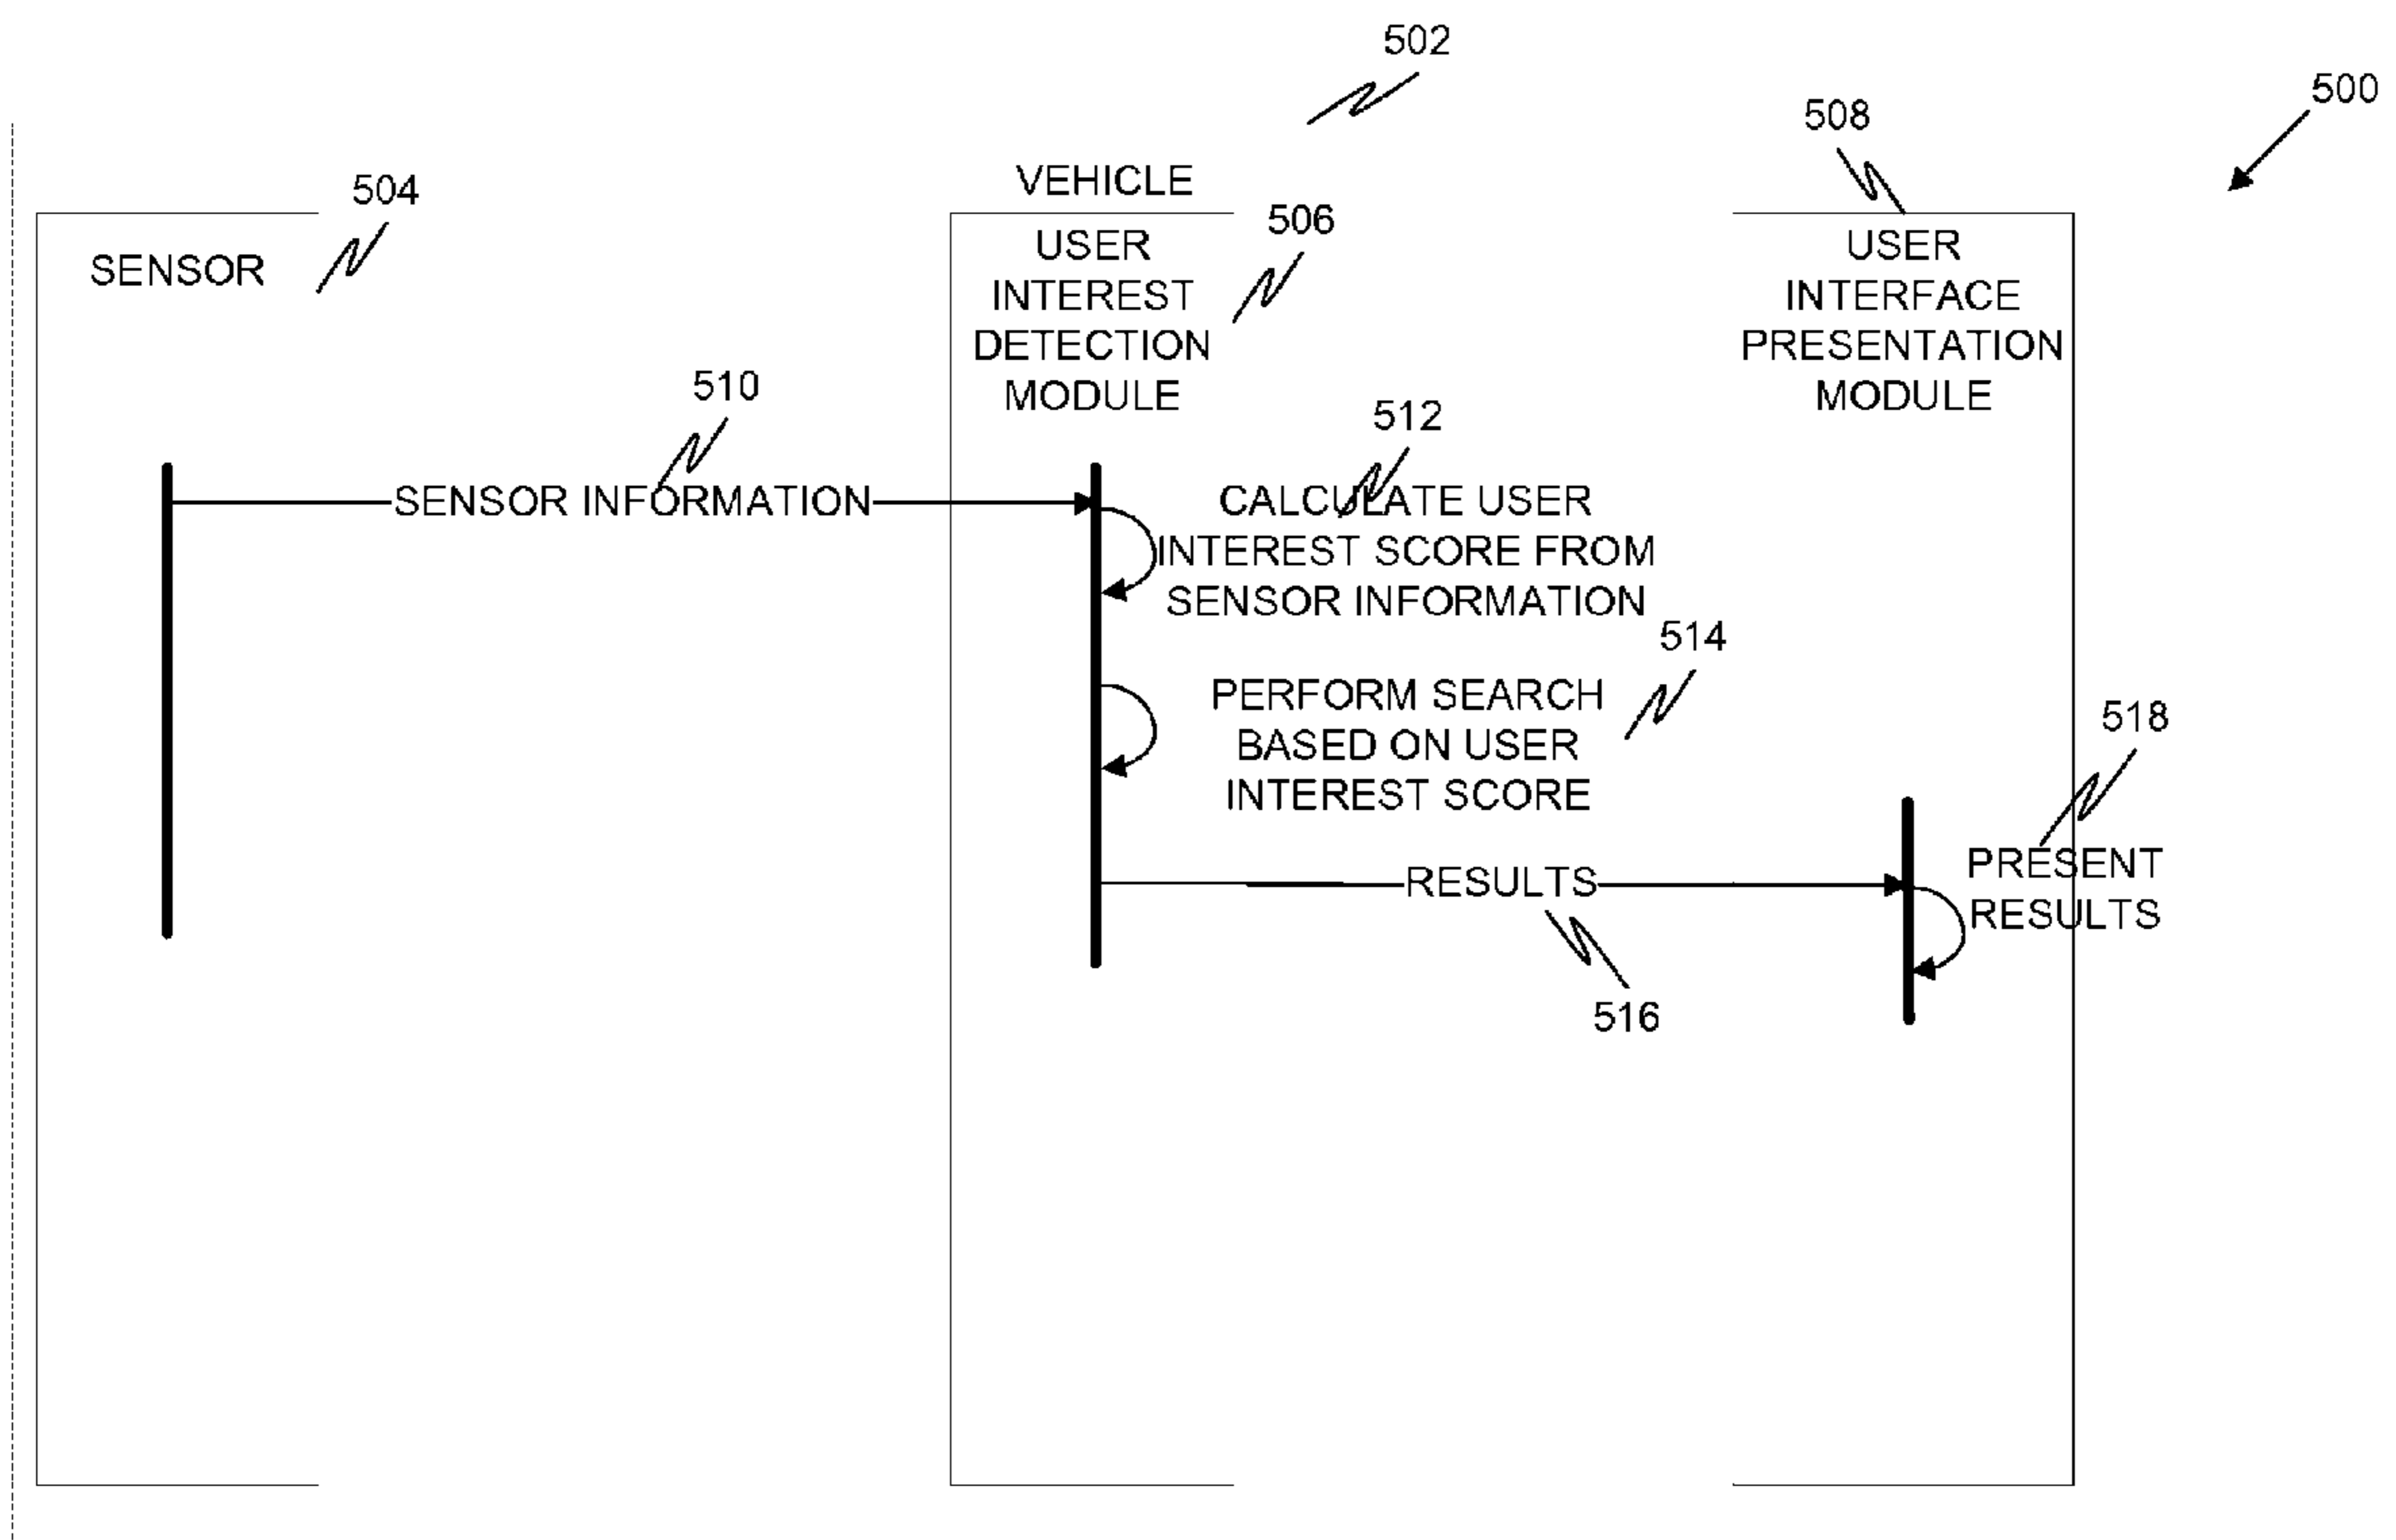 502
500
508
VEHICLE
504
506
SENSOR
USER
INTEREST
DETECTION
MODULE
USER
INTERFACE
PRESENTATION
MODULE
510
512
SENSOR INFORMATION
CALCULATE USER
INTEREST SCORE FROM
SENSOR INFORMATION
514
PERFORM SEARCH
BASED ON USER
INTEREST SCORE
518
RESULTS
PRESENT
RESULTS
516